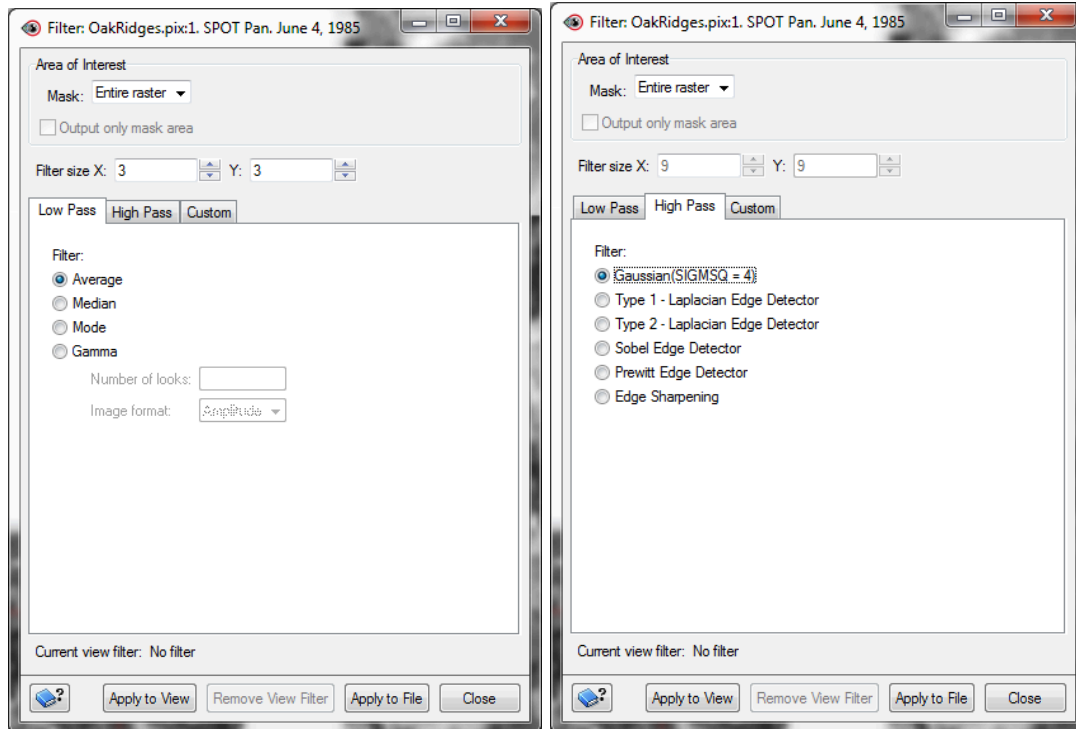 Filter: OakRidges.pix:1. SPOT Pan. June 4, 1985
Area of Interest
Mask: Entire raster
Output only mask area
Filter size X: 3 Y: 3
Low Pass High Pass Custom
Filter:
Average
Median
Mode
Gamma
Number of looks:
Image format: Amplitude
Current view filter: No filter
? Apply to View Remove View Filter Apply to File Close
Filter: OakRidges.pix:1. SPOT Pan. June 4, 1985
Area of Interest
Mask: Entire raster
Output only mask area
Filter size X: 9 Y: 9
Low Pass High Pass Custom
Filter:
Gaussian(SIGMSQ = 4)
Type 1 - Laplacian Edge Detector
Type 2 - Laplacian Edge Detector
Sobel Edge Detector
Prewitt Edge Detector
Edge Sharpening
Current view filter: No filter
? Apply to View Remove View Filter Apply to File Close